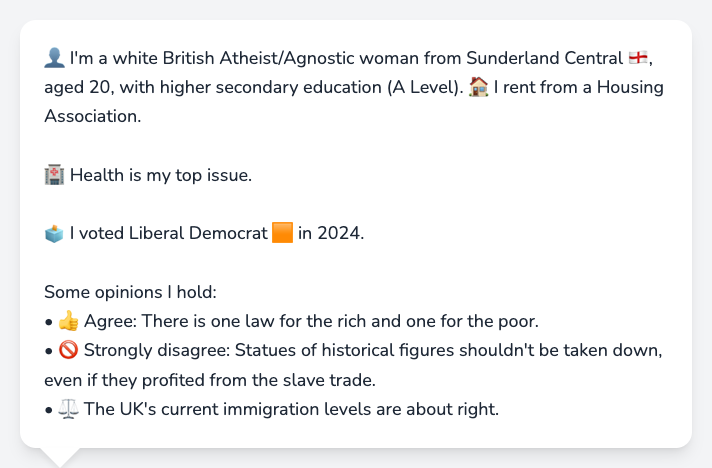 👤 I'm a white British Atheist/Agnostic woman from Sunderland Central 🏴󠁧󠁢󠁥󠁮󠁧󠁿,
aged 20, with higher secondary education (A Level). 🏠 I rent from a Housing
Association.
🏥 Health is my top issue.
🗳️ I voted Liberal Democrat 🟧 in 2024.
Some opinions I hold:
• 👍 Agree: There is one law for the rich and one for the poor.
• 🚫 Strongly disagree: Statues of historical figures shouldn't be taken down,
even if they profited from the slave trade.
• ⚖️ The UK's current immigration levels are about right.